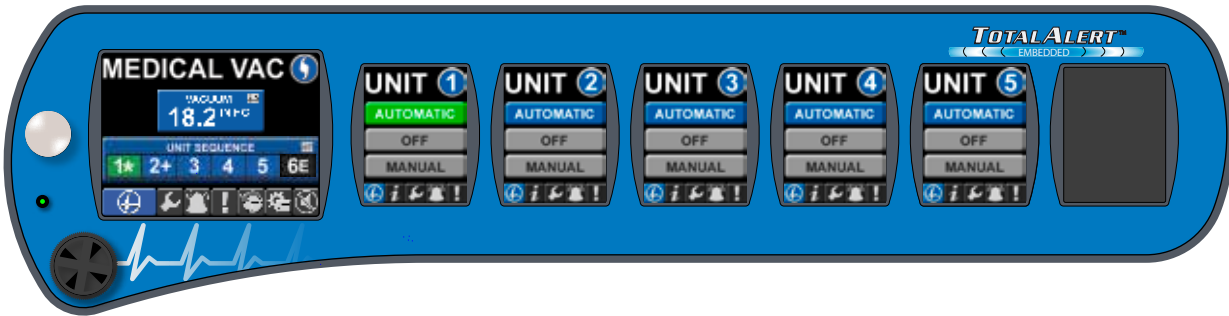 TOTALALERT™
EMBEDDED
MEDICAL VAC
VACUUM
18.2 IN HG
UNIT SEQUENCE
1* 2+ 3 4 5 6E
!
UNIT 1
AUTOMATIC
OFF
MANUAL
i !
UNIT 2
AUTOMATIC
OFF
MANUAL
i !
UNIT 3
AUTOMATIC
OFF
MANUAL
i !
UNIT 4
AUTOMATIC
OFF
MANUAL
i !
UNIT 5
AUTOMATIC
OFF
MANUAL
i !